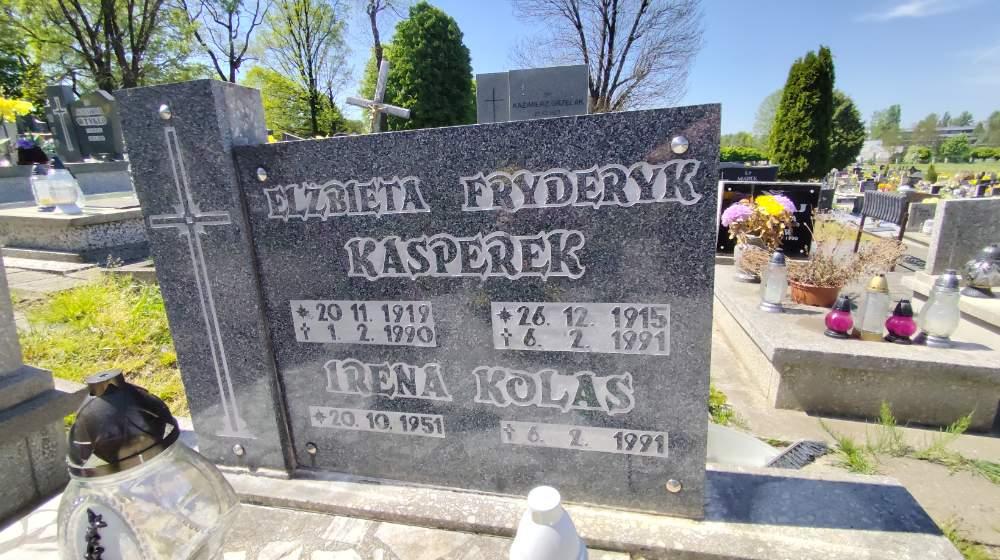 ELŻBIETA FRYDERYK
KASPEREK
* 20 11. 1919 * 26. 12. 1915
† 1. 2. 1990 † 6. 2. 1991
IRENA KOLAS
* 20. 10. 1951 † 6. 2. 1991